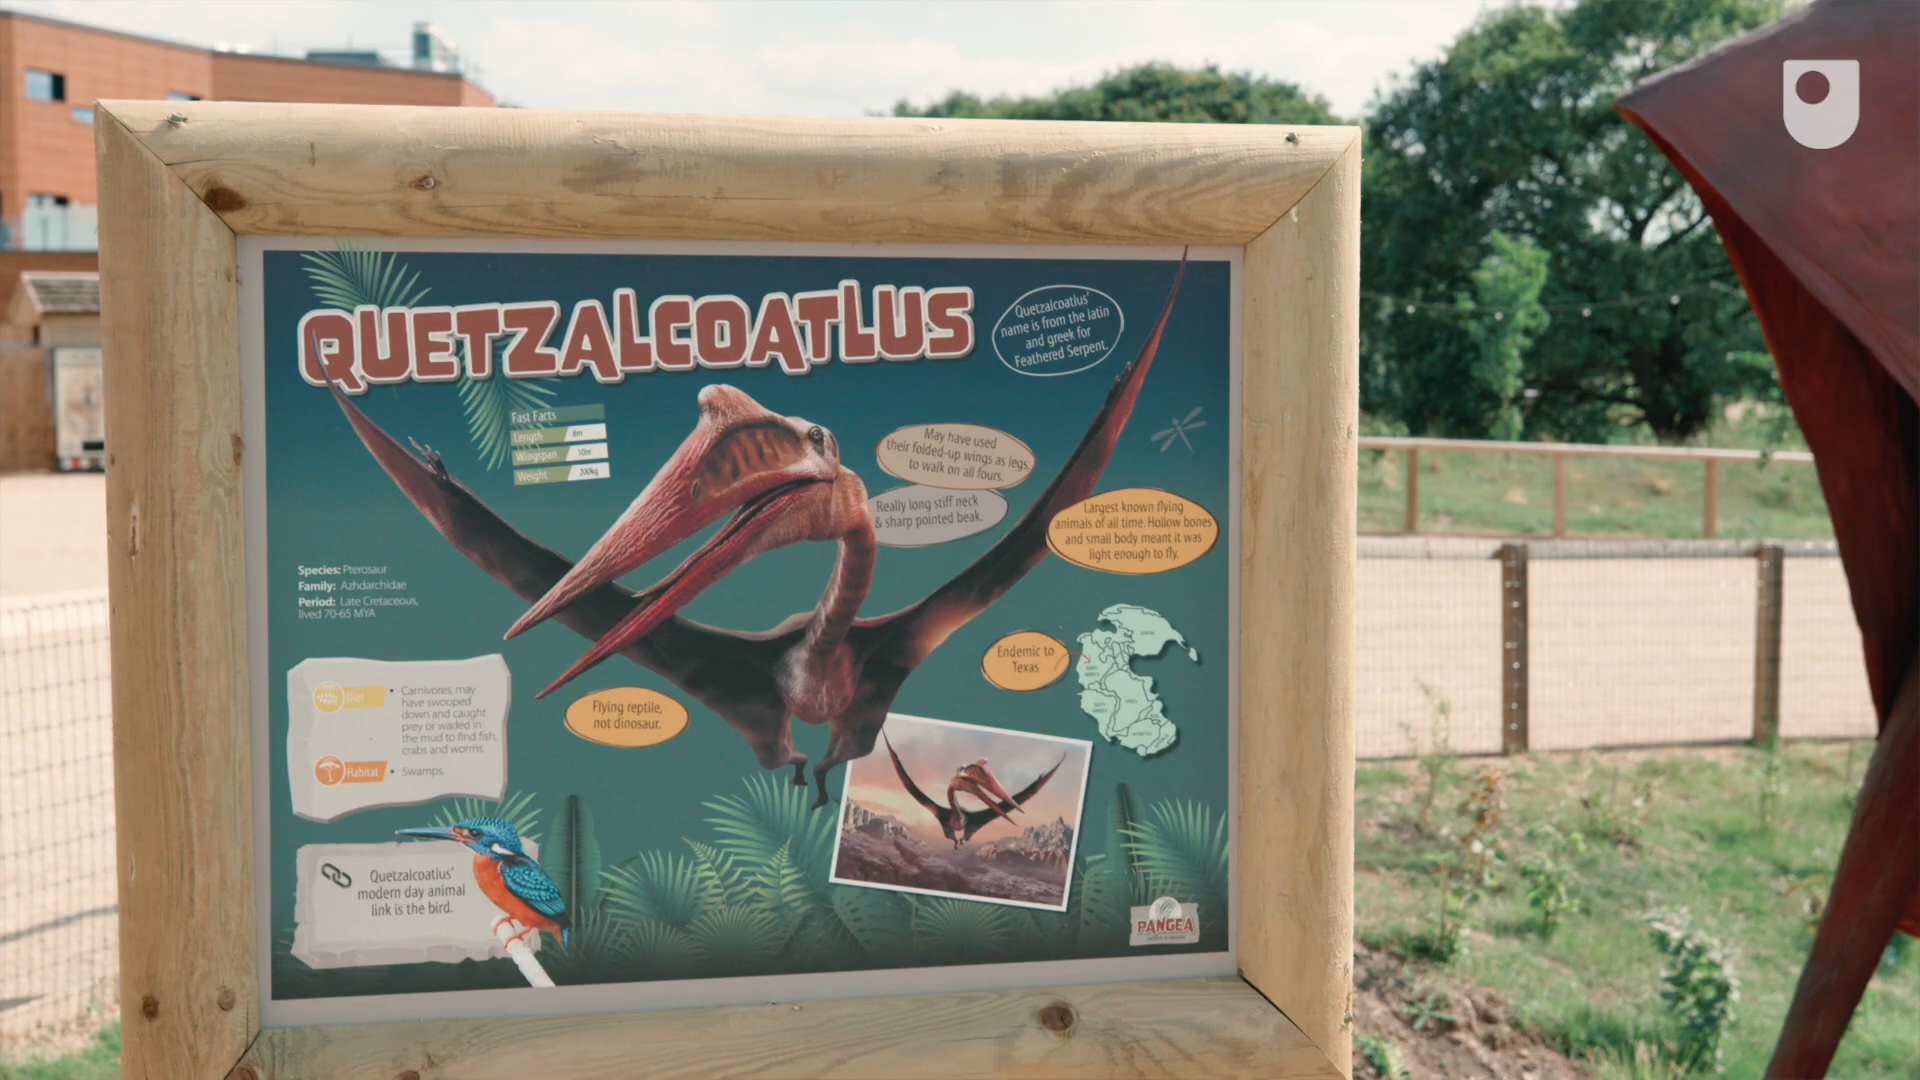 QUETZALCOATLUS
Quetzalcoatlus'
name is from the latin
and greek for
Feathered Serpent.
Fast Facts
Length 8m
Wingspan 10m
Weight 200kg
May have used
their folded-up wings as legs,
to walk on all fours.
Really long stiff neck
& sharp pointed beak.
Largest known flying
animals of all time. Hollow bones
and small body meant it was
light enough to fly.
Species: Pterosaur
Family: Azhdarchidae
Period: Late Cretaceous,
lived 70-65 MYA
Endemic to
Texas
Diet
• Carnivores, may
have swooped
down and caught
prey or waded in
the mud to find fish,
crabs and worms.
Habitat • Swamps.
Flying reptile,
not dinosaur.
Quetzalcoatlus'
modern day animal
link is the bird.
PANGEA